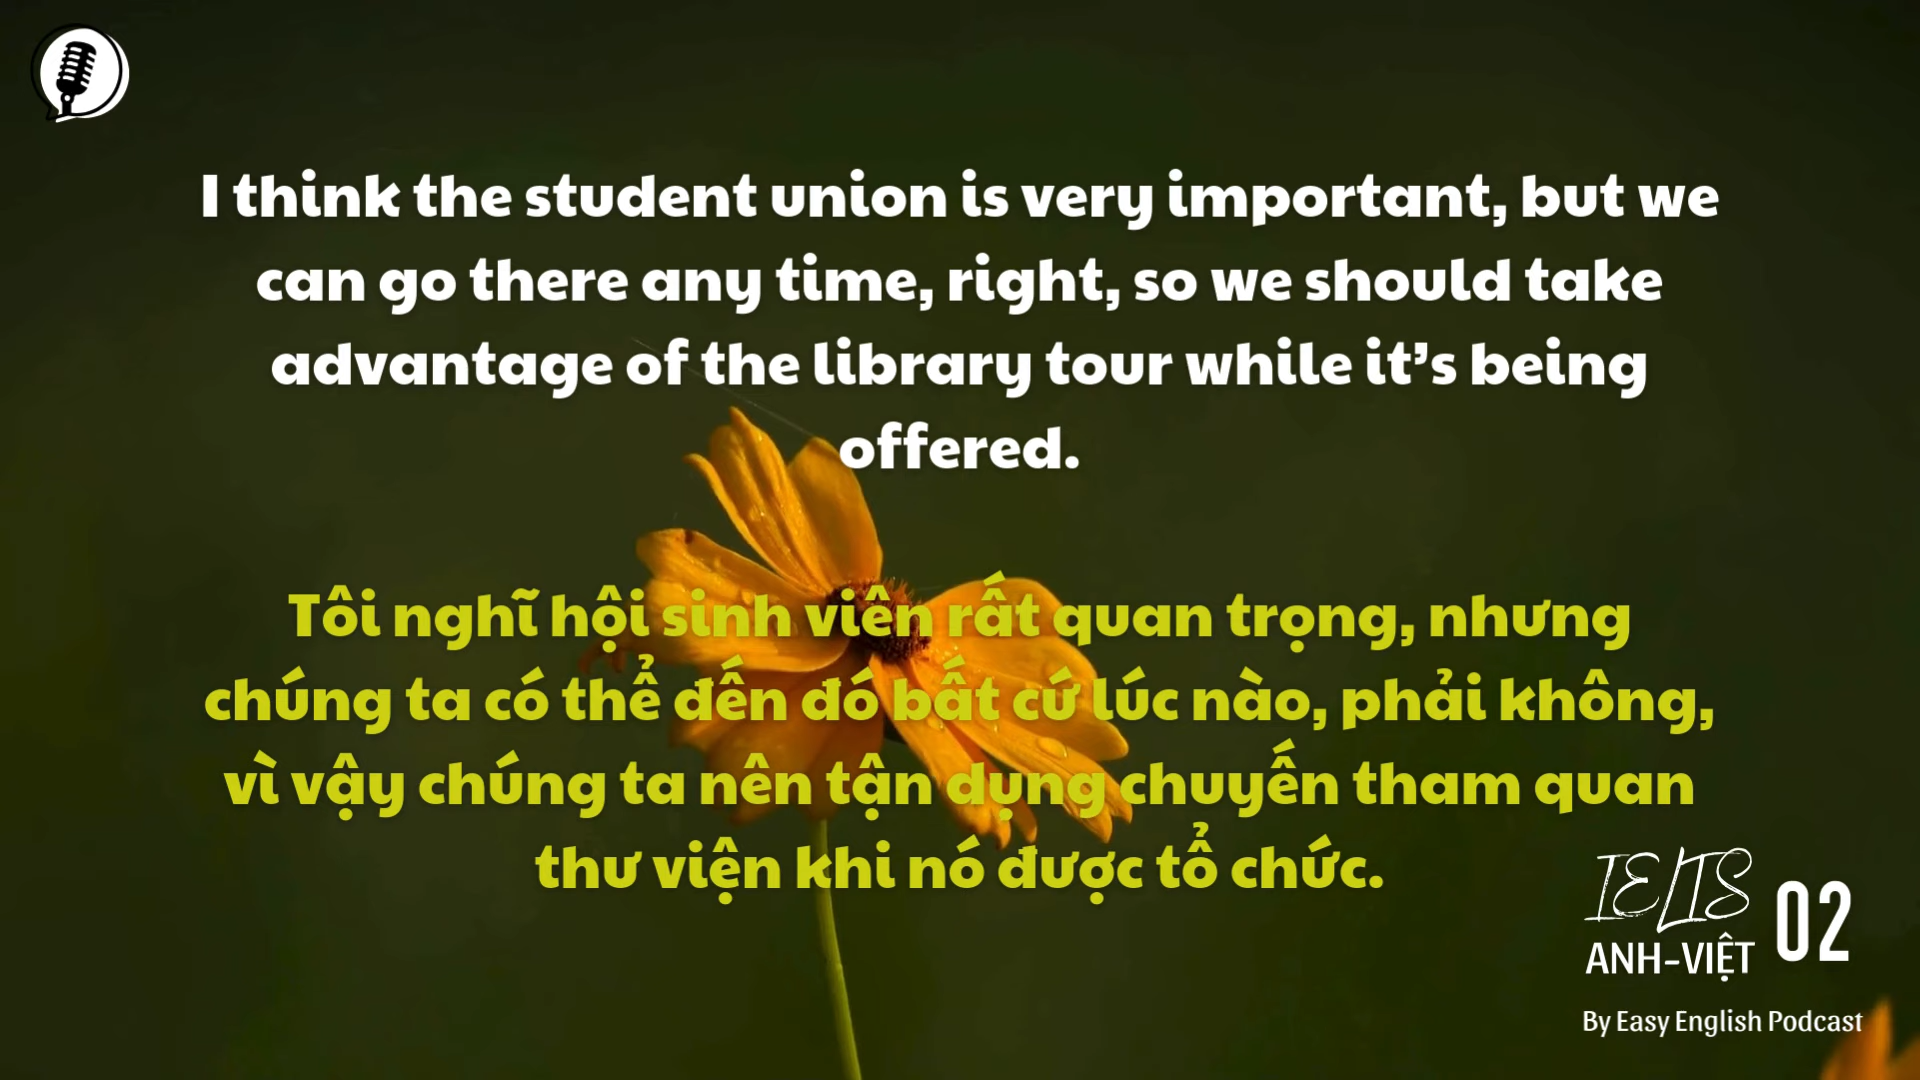 I think the student union is very important, but we
can go there any time, right, so we should take
advantage of the library tour while it’s being
offered.
Tôi nghĩ hội sinh viên rất quan trọng, nhưng
chúng ta có thể đến đó bất cứ lúc nào, phải không,
vì vậy chúng ta nên tận dụng chuyến tham quan
thư viện khi nó được tổ chức.
IELTS
ANH-VIỆT 02
By Easy English Podcast